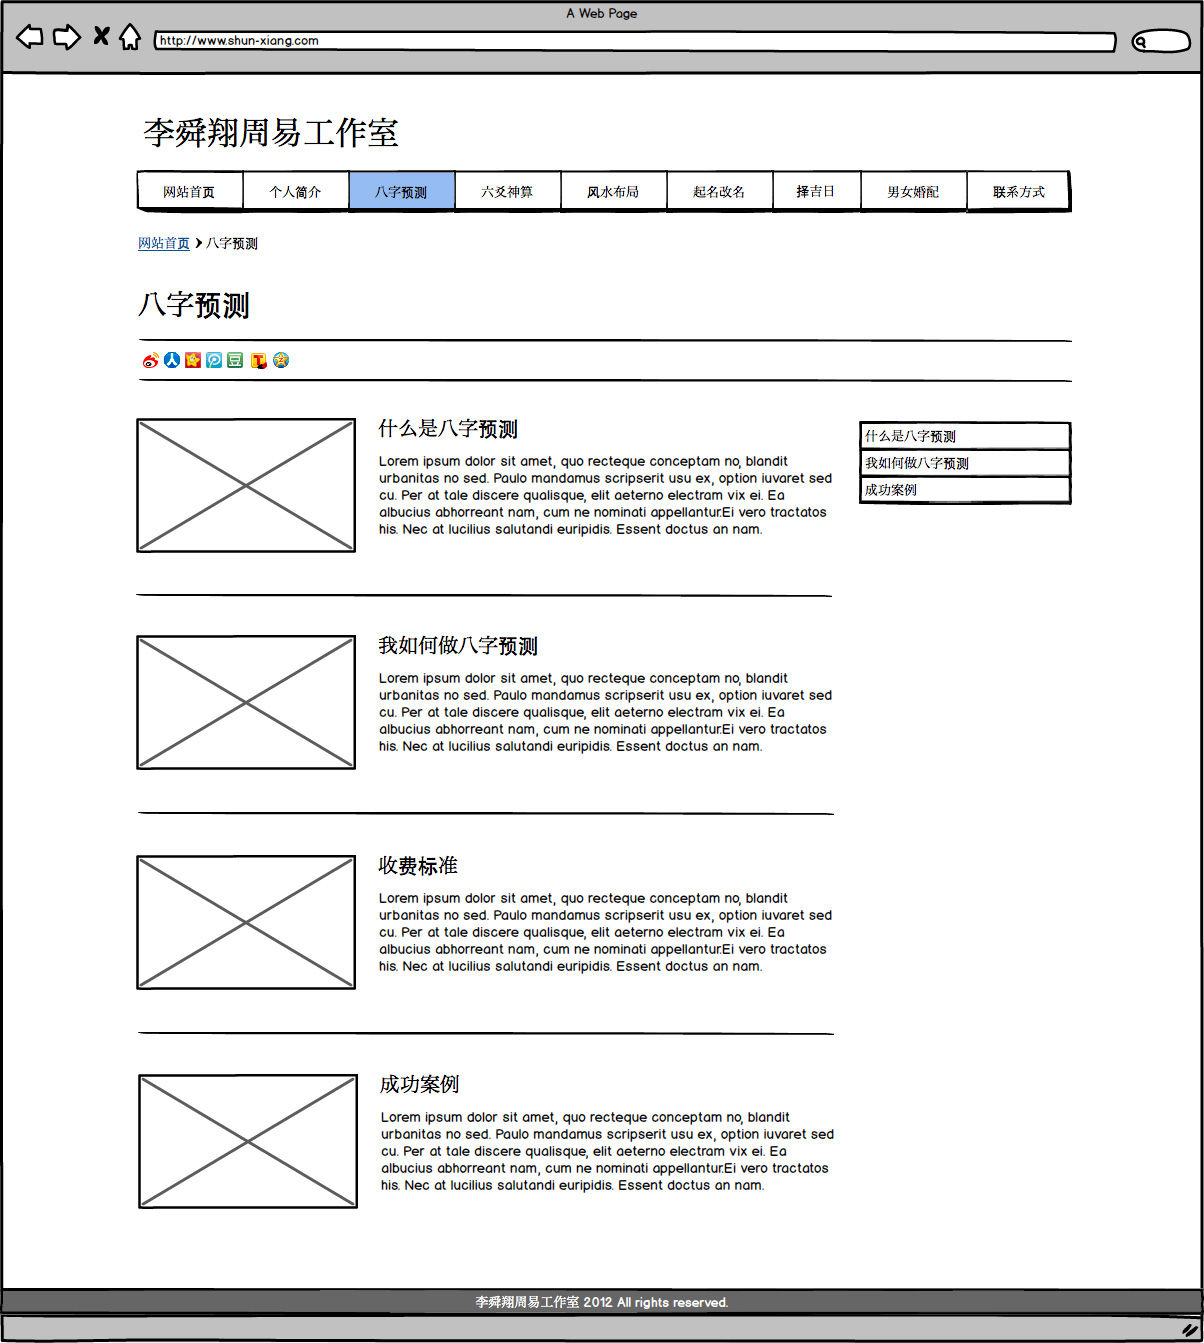 A Web Page
http://www.shun-xiang.com
李舜翔周易工作室
网站首页 个人简介 八字预测 六爻神算 风水布局 起名改名 择吉日 男女婚配 联系方式
网站首页 > 八字预测
八字预测
什么是八字预测
Lorem ipsum dolor sit amet, quo recteque conceptam no, blandit
urbanitas no sed. Paulo mandamus scripserit usu ex, option iuvaret sed
cu. Per at tale discere qualisque, elit aeterno electram vix ei. Ea
albucius abhorreant nam, cum ne nominati appellantur.Ei vero tractatos
his. Nec at lucilius salutandi euripidis. Essent doctus an nam.
什么是八字预测
我如何做八字预测
成功案例
我如何做八字预测
Lorem ipsum dolor sit amet, quo recteque conceptam no, blandit
urbanitas no sed. Paulo mandamus scripserit usu ex, option iuvaret sed
cu. Per at tale discere qualisque, elit aeterno electram vix ei. Ea
albucius abhorreant nam, cum ne nominati appellantur.Ei vero tractatos
his. Nec at lucilius salutandi euripidis. Essent doctus an nam.
收费标准
Lorem ipsum dolor sit amet, quo recteque conceptam no, blandit
urbanitas no sed. Paulo mandamus scripserit usu ex, option iuvaret sed
cu. Per at tale discere qualisque, elit aeterno electram vix ei. Ea
albucius abhorreant nam, cum ne nominati appellantur.Ei vero tractatos
his. Nec at lucilius salutandi euripidis. Essent doctus an nam.
成功案例
Lorem ipsum dolor sit amet, quo recteque conceptam no, blandit
urbanitas no sed. Paulo mandamus scripserit usu ex, option iuvaret sed
cu. Per at tale discere qualisque, elit aeterno electram vix ei. Ea
albucius abhorreant nam, cum ne nominati appellantur.Ei vero tractatos
his. Nec at lucilius salutandi euripidis. Essent doctus an nam.
李舜翔周易工作室 2012 All rights reserved.